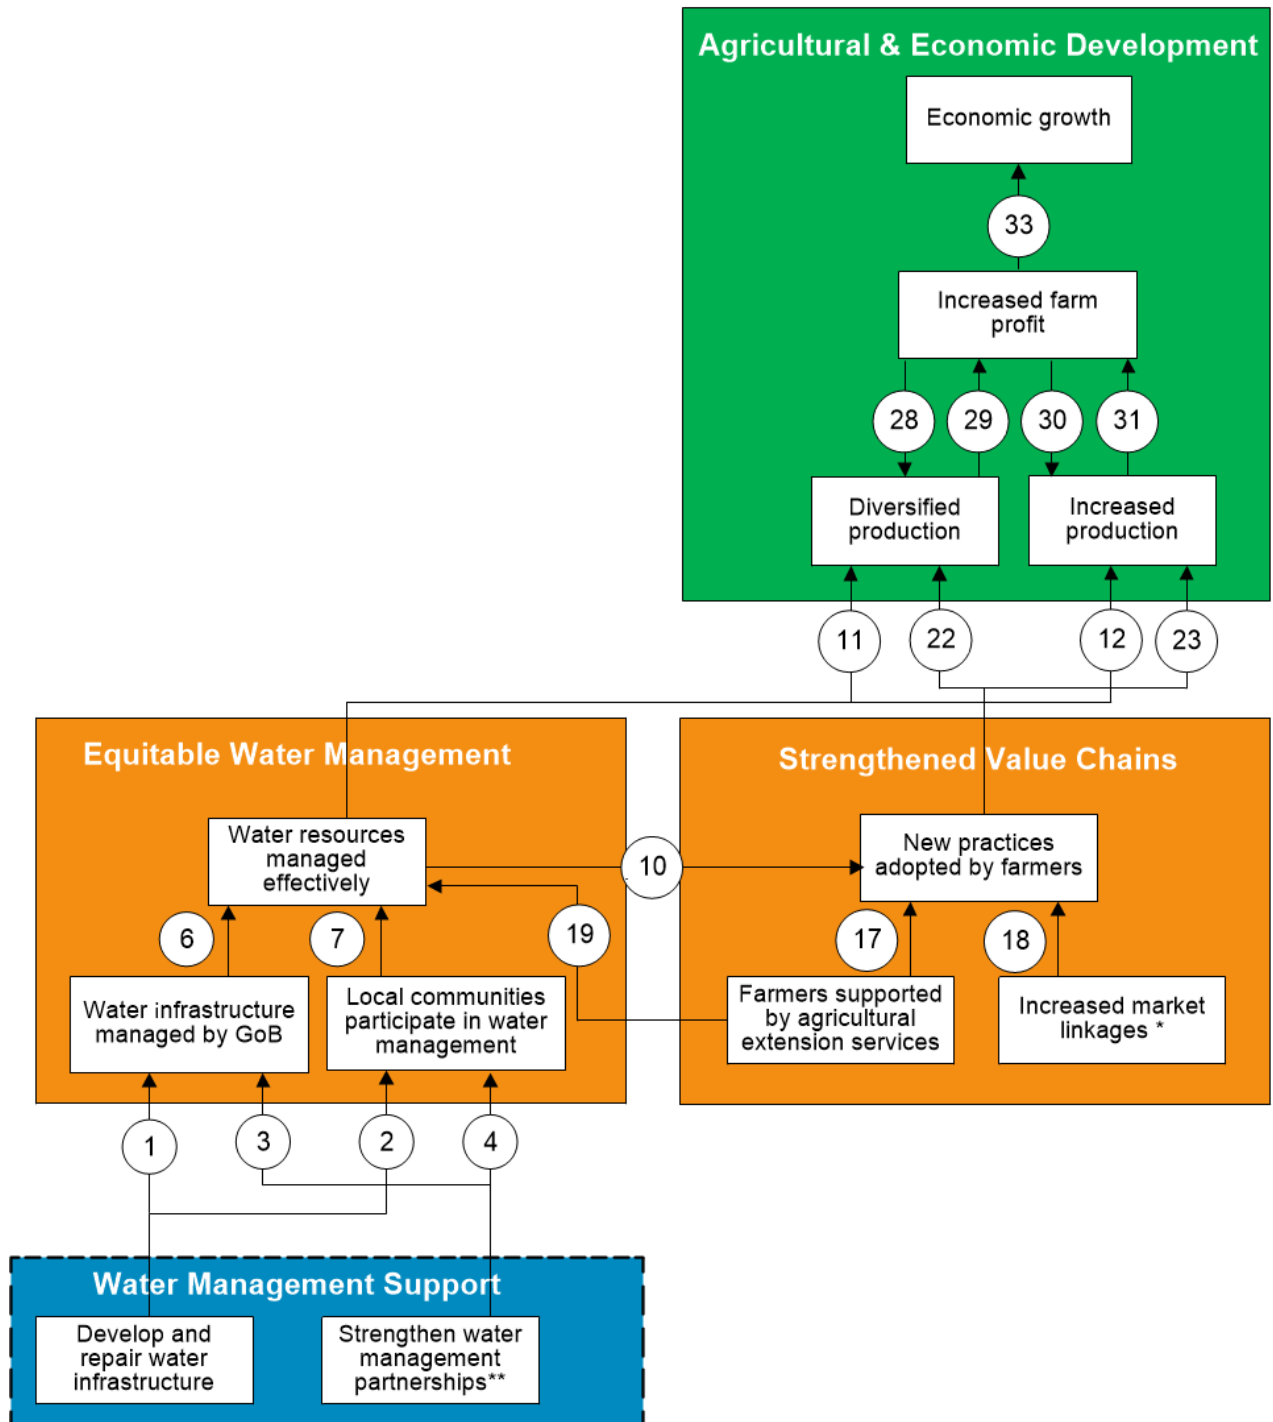 Agricultural & Economic Development
Economic growth
33
Increased farm
profit
28
29
30
31
Diversified
production
Increased
production
11
22
12
23
Equitable Water Management
Strengthened Value Chains
Water resources
managed
effectively
10
New practices
adopted by farmers
6
7
19
17
18
Water infrastructure
managed by GoB
Local communities
participate in water
management
Farmers supported
by agricultural
extension services
Increased market
linkages *
1
3
2
4
Water Management Support
Develop and
repair water
infrastructure
Strengthen water
management
partnerships**